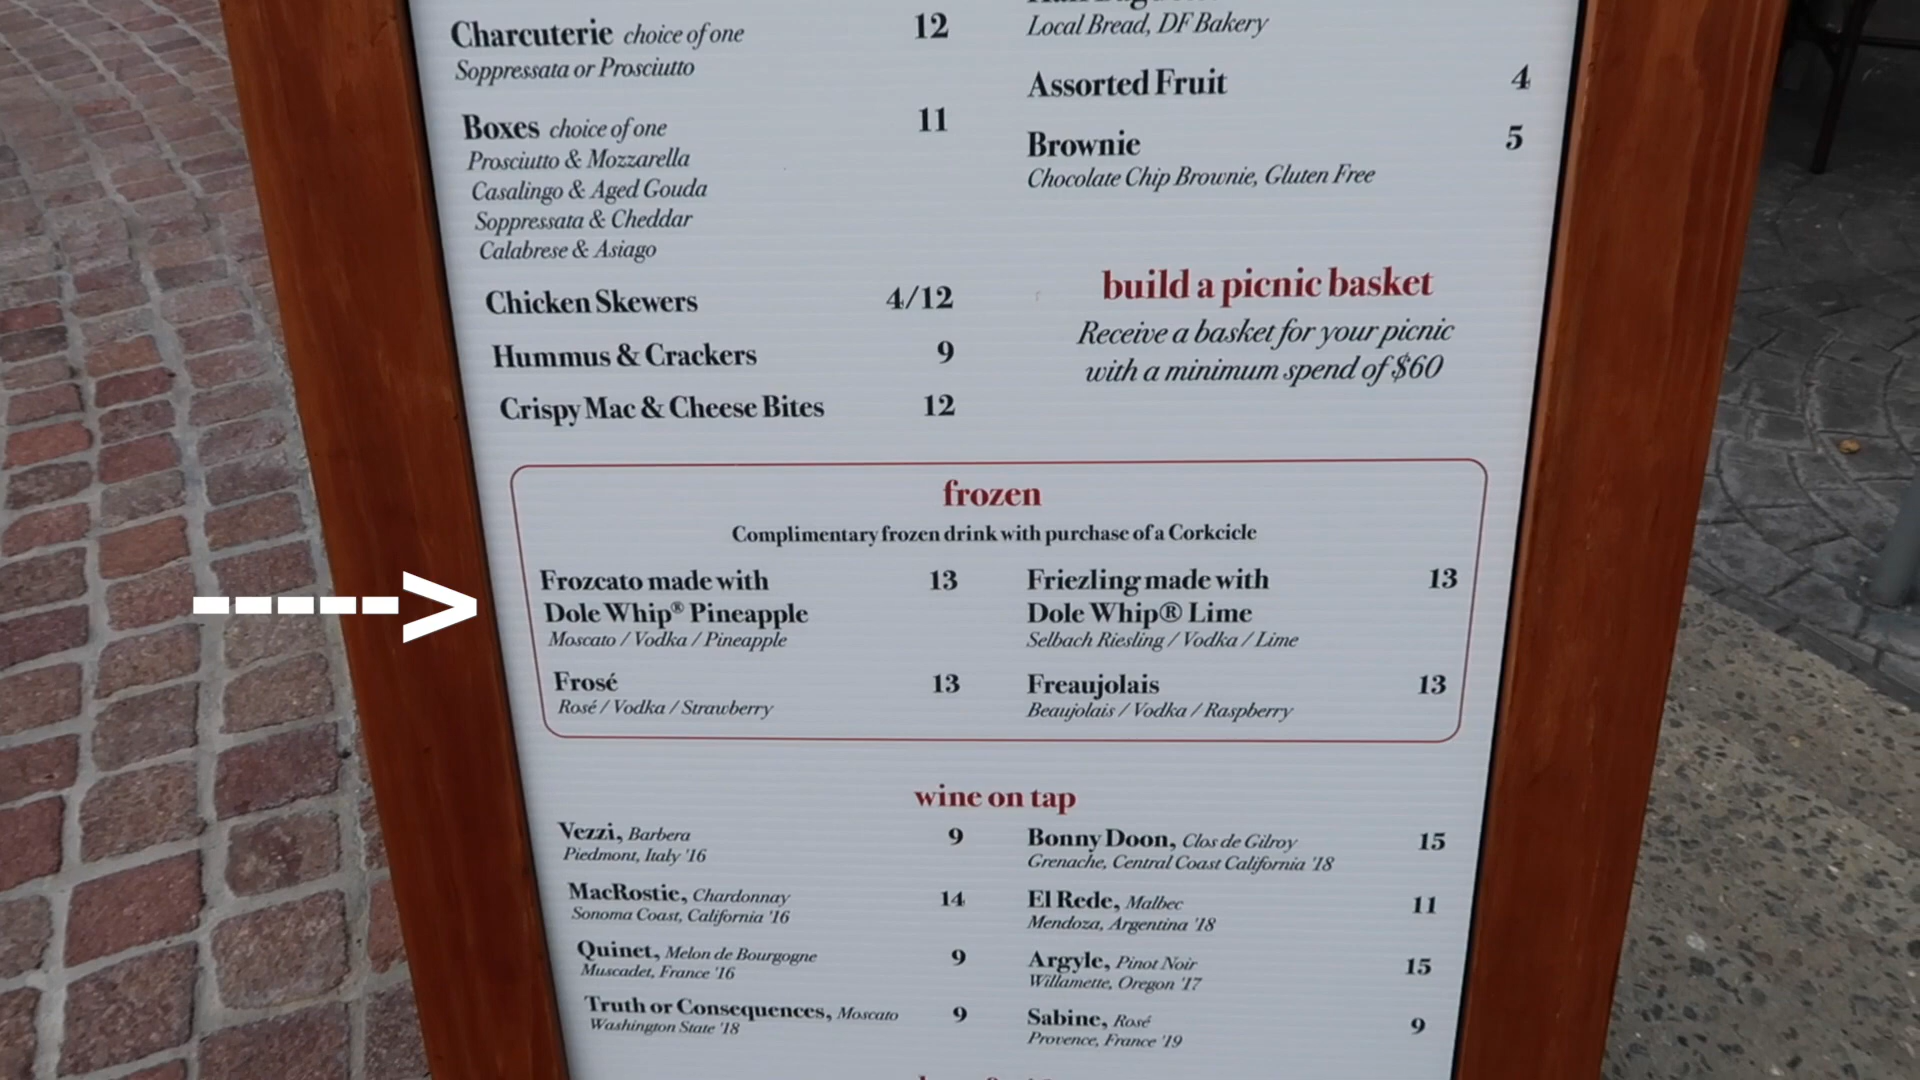 Charcuterie choice of one 12
Soppressata or Prosciutto
Boxes choice of one 11
Prosciutto & Mozzarella
Casalingo & Aged Gouda
Soppressata & Cheddar
Calabrese & Asiago
Chicken Skewers 4/12
Hummus & Crackers 9
Crispy Mac & Cheese Bites 12
Local Bread, DF Bakery
Assorted Fruit 4
Brownie 5
Chocolate Chip Brownie, Gluten Free
build a picnic basket
Receive a basket for your picnic
with a minimum spend of $60
frozen
Complimentary frozen drink with purchase of a Corkcicle
----->
Frozcato made with 13
Dole Whip® Pineapple
Moscato / Vodka / Pineapple
Frosé 13
Rosé / Vodka / Strawberry
Friezling made with 13
Dole Whip® Lime
Selbach Riesling / Vodka / Lime
Freaujolais 13
Beaujolais / Vodka / Raspberry
wine on tap
Vezzi, Barbera 9
Piedmont, Italy '16
MacRostie, Chardonnay 14
Sonoma Coast, California '16
Quinet, Melon de Bourgogne 9
Muscadet, France '16
Truth or Consequences, Moscato 9
Washington State '18
Bonny Doon, Clos de Gilroy 15
Grenache, Central Coast California '18
El Rede, Malbec 11
Mendoza, Argentina '18
Argyle, Pinot Noir 15
Willamette, Oregon '17
Sabine, Rosé 9
Provence, France '19